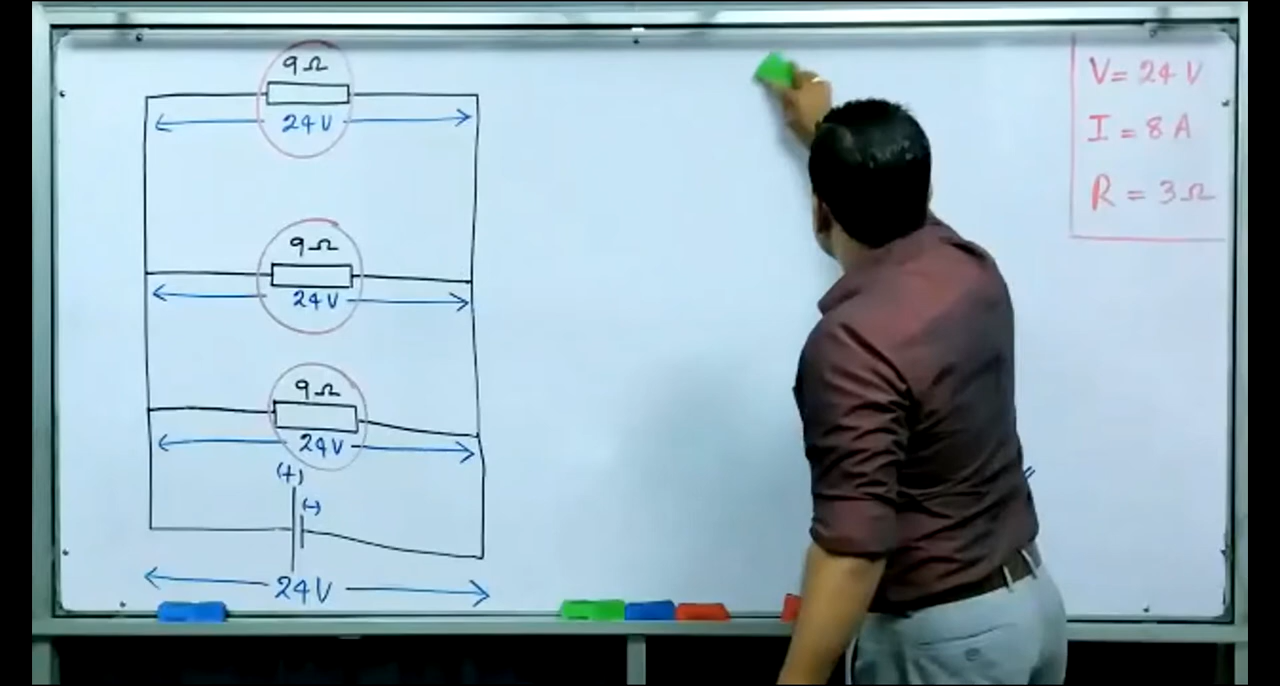 9Ω
24V
9Ω
24V
9Ω
24V
(+)
(-)
24V
V= 24 V
I = 8 A
R = 3Ω